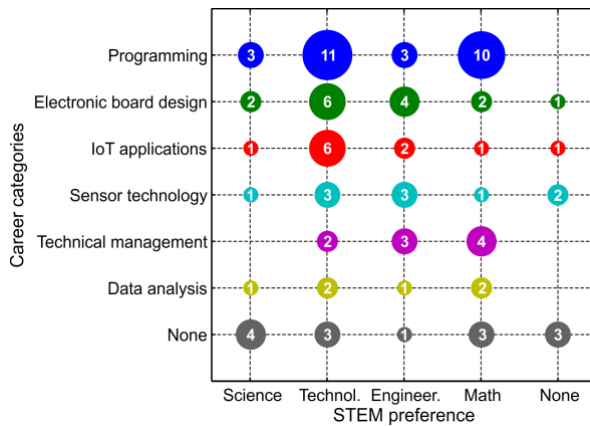 Career categories
Programming 3 11 3 10
Electronic board design 2 6 4 2 1
IoT applications 1 6 2 1 1
Sensor technology 1 3 3 1 2
Technical management 2 3 4
Data analysis 1 2 1 2
None 4 3 1 3 3
Science Technol. Engineer. Math None
STEM preference